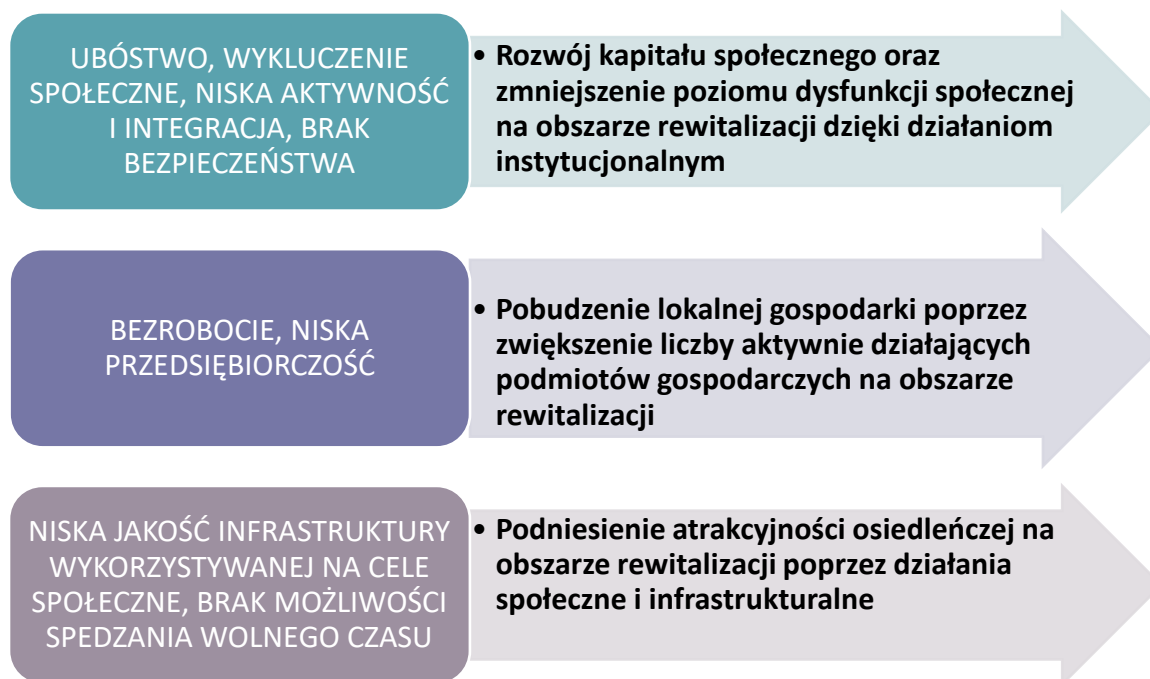 UBÓSTWO, WYKLUCZENIE
SPOŁECZNE, NISKA AKTYWNOŚĆ
I INTEGRACJA, BRAK
BEZPIECZEŃSTWA
• Rozwój kapitału społecznego oraz
zmniejszenie poziomu dysfunkcji społecznej
na obszarze rewitalizacji dzięki działaniom
instytucjonalnym
BEZROBOCIE, NISKA
PRZEDSIĘBIORCZOŚĆ
• Pobudzenie lokalnej gospodarki poprzez
zwiększenie liczby aktywnie działających
podmiotów gospodarczych na obszarze
rewitalizacji
NISKA JAKOŚĆ INFRASTRUKTURY
WYKORZYSTYWANEJ NA CELE
SPOŁECZNE, BRAK MOŻLIWOŚCI
SPEDZANIA WOLNEGO CZASU
• Podniesienie atrakcyjności osiedleńczej na
obszarze rewitalizacji poprzez działania
społeczne i infrastrukturalne